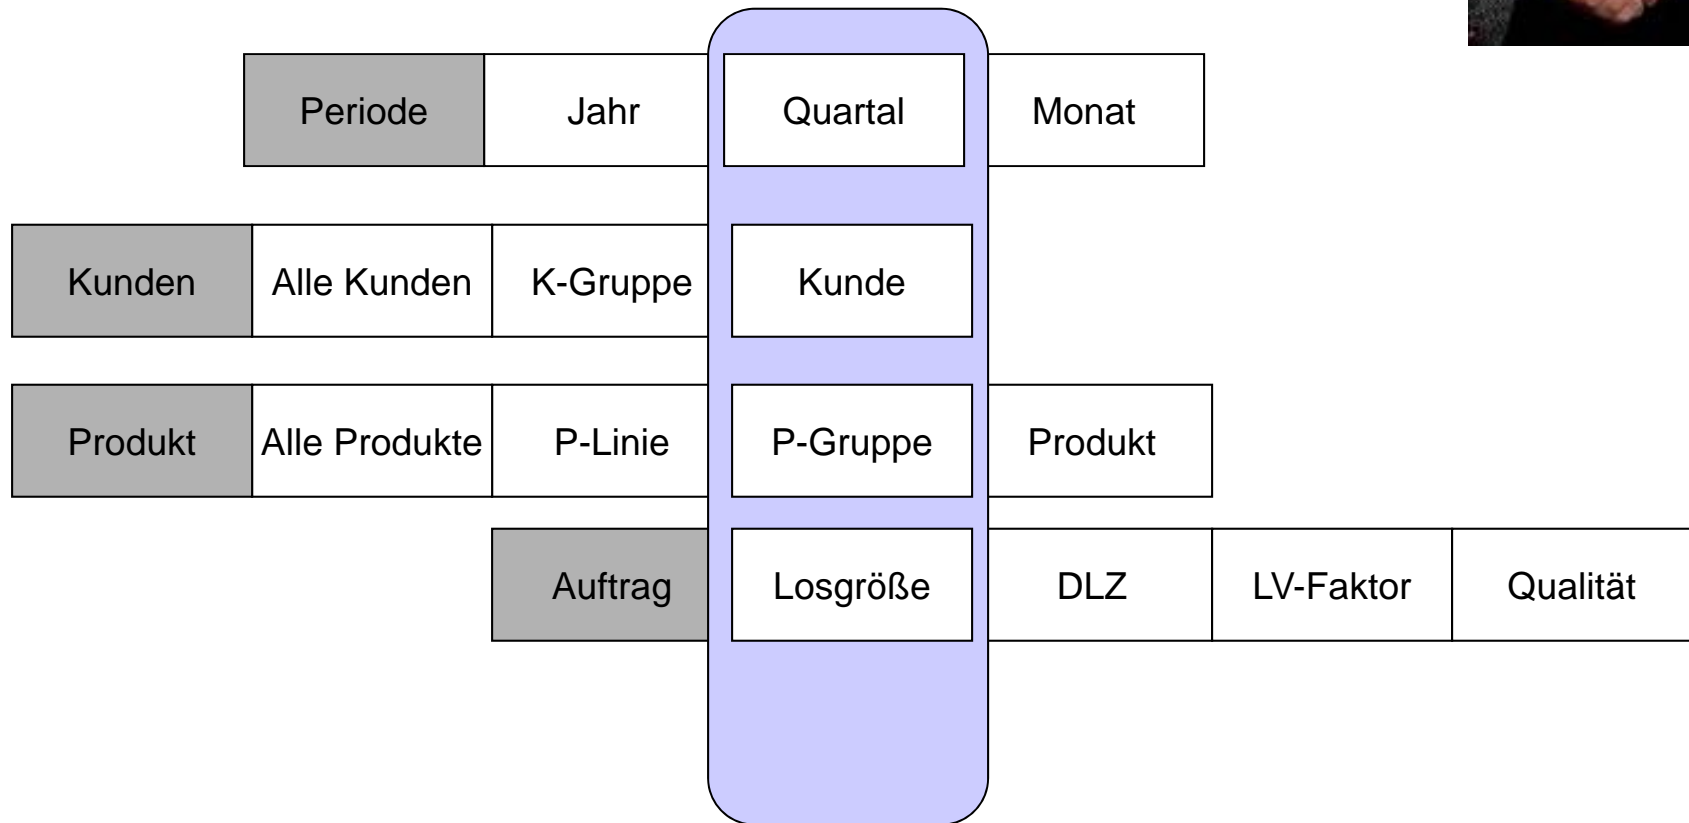 Periode Jahr Quartal Monat
Kunden Alle Kunden K-Gruppe Kunde
Produkt Alle Produkte P-Linie P-Gruppe Produkt
Auftrag Losgröße DLZ LV-Faktor Qualität